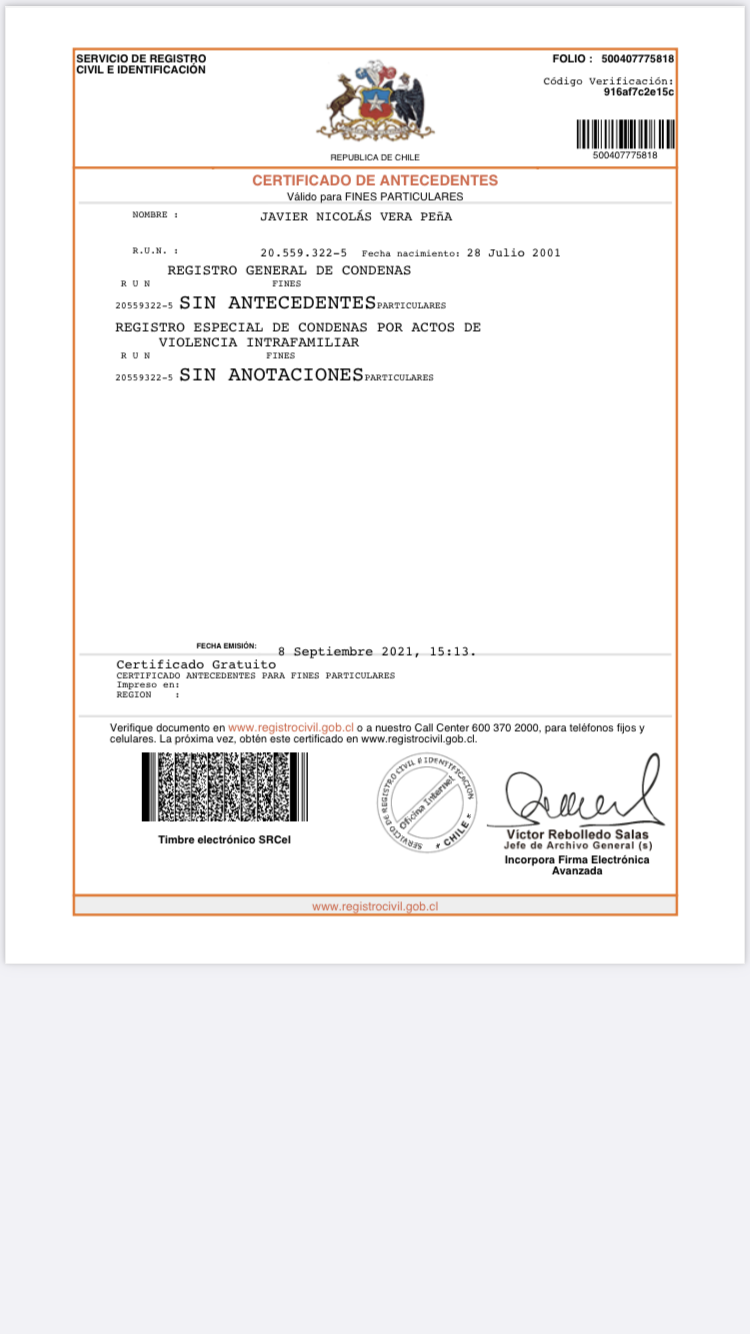 SERVICIO DE REGISTRO
CIVIL E IDENTIFICACIÓN
FOLIO : 500407775818
Código Verificación:
916af7c2e15c
500407775818
REPUBLICA DE CHILE
CERTIFICADO DE ANTECEDENTES
Válido para FINES PARTICULARES
NOMBRE : JAVIER NICOLÁS VERA PEñA
R.U.N. : 20.559.322-5 Fecha nacimiento: 28 Julio 2001
REGISTRO GENERAL DE CONDENAS
R U N FINES
20559322-5 SIN ANTECEDENTES PARTICULARES
REGISTRO ESPECIAL DE CONDENAS POR ACTOS DE
VIOLENCIA INTRAFAMILIAR
R U N FINES
20559322-5 SIN ANOTACIONES PARTICULARES
FECHA EMISIÓN: 8 Septiembre 2021, 15:13.
Certificado Gratuito
CERTIFICADO ANTECEDENTES PARA FINES PARTICULARES
Impreso en:
REGION :
Verifique documento en www.registrocivil.gob.cl o a nuestro Call Center 600 370 2000, para teléfonos fijos y
celulares. La próxima vez, obtén este certificado en www.registrocivil.gob.cl.
Timbre electrónico SRCeI
SERVICIO DE REGISTRO CIVIL E IDENTIFICACION
Oficina Internet
* CHILE *
Víctor Rebolledo Salas
Jefe de Archivo General (s)
Incorpora Firma Electrónica
Avanzada
www.registrocivil.gob.cl